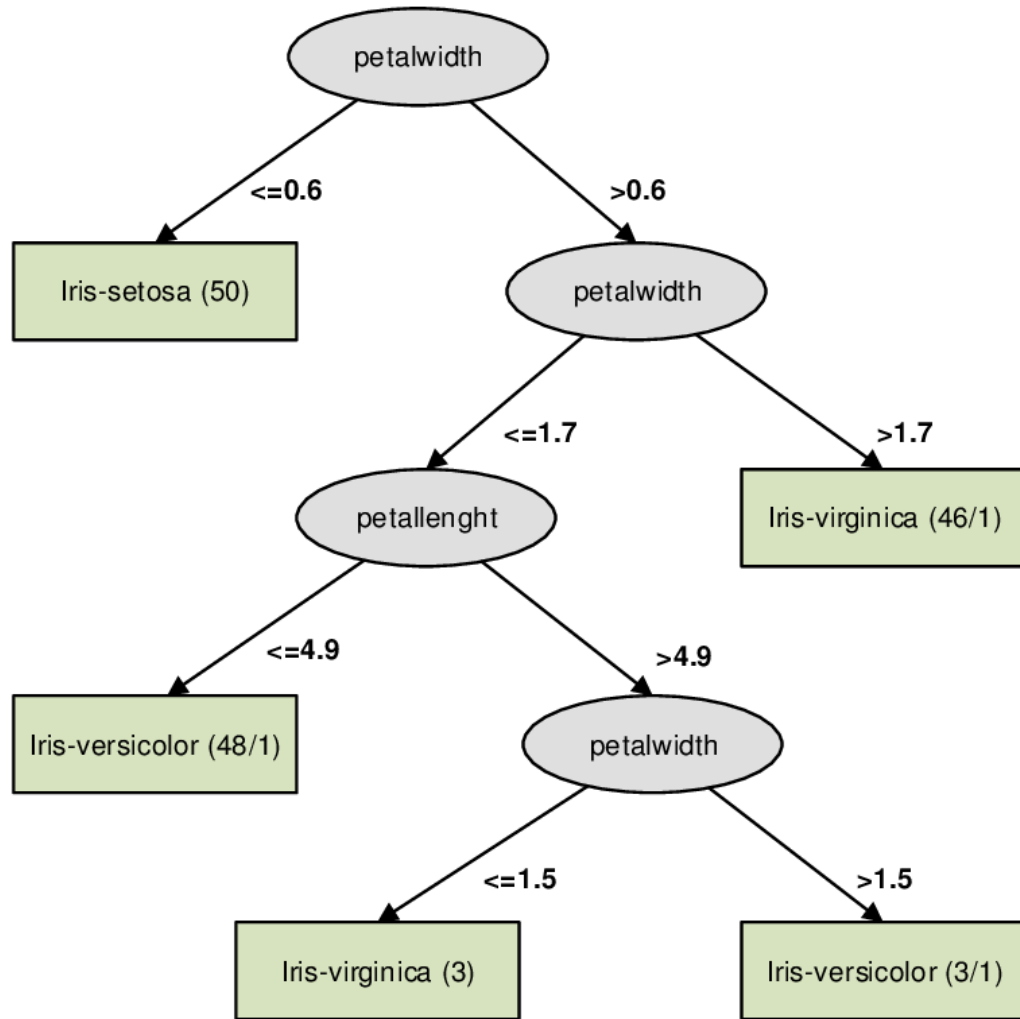 petalwidth
<=0.6
>0.6
Iris-setosa (50)
petalwidth
<=1.7
>1.7
petallenght
Iris-virginica (46/1)
<=4.9
>4.9
Iris-versicolor (48/1)
petalwidth
<=1.5
>1.5
Iris-virginica (3)
Iris-versicolor (3/1)